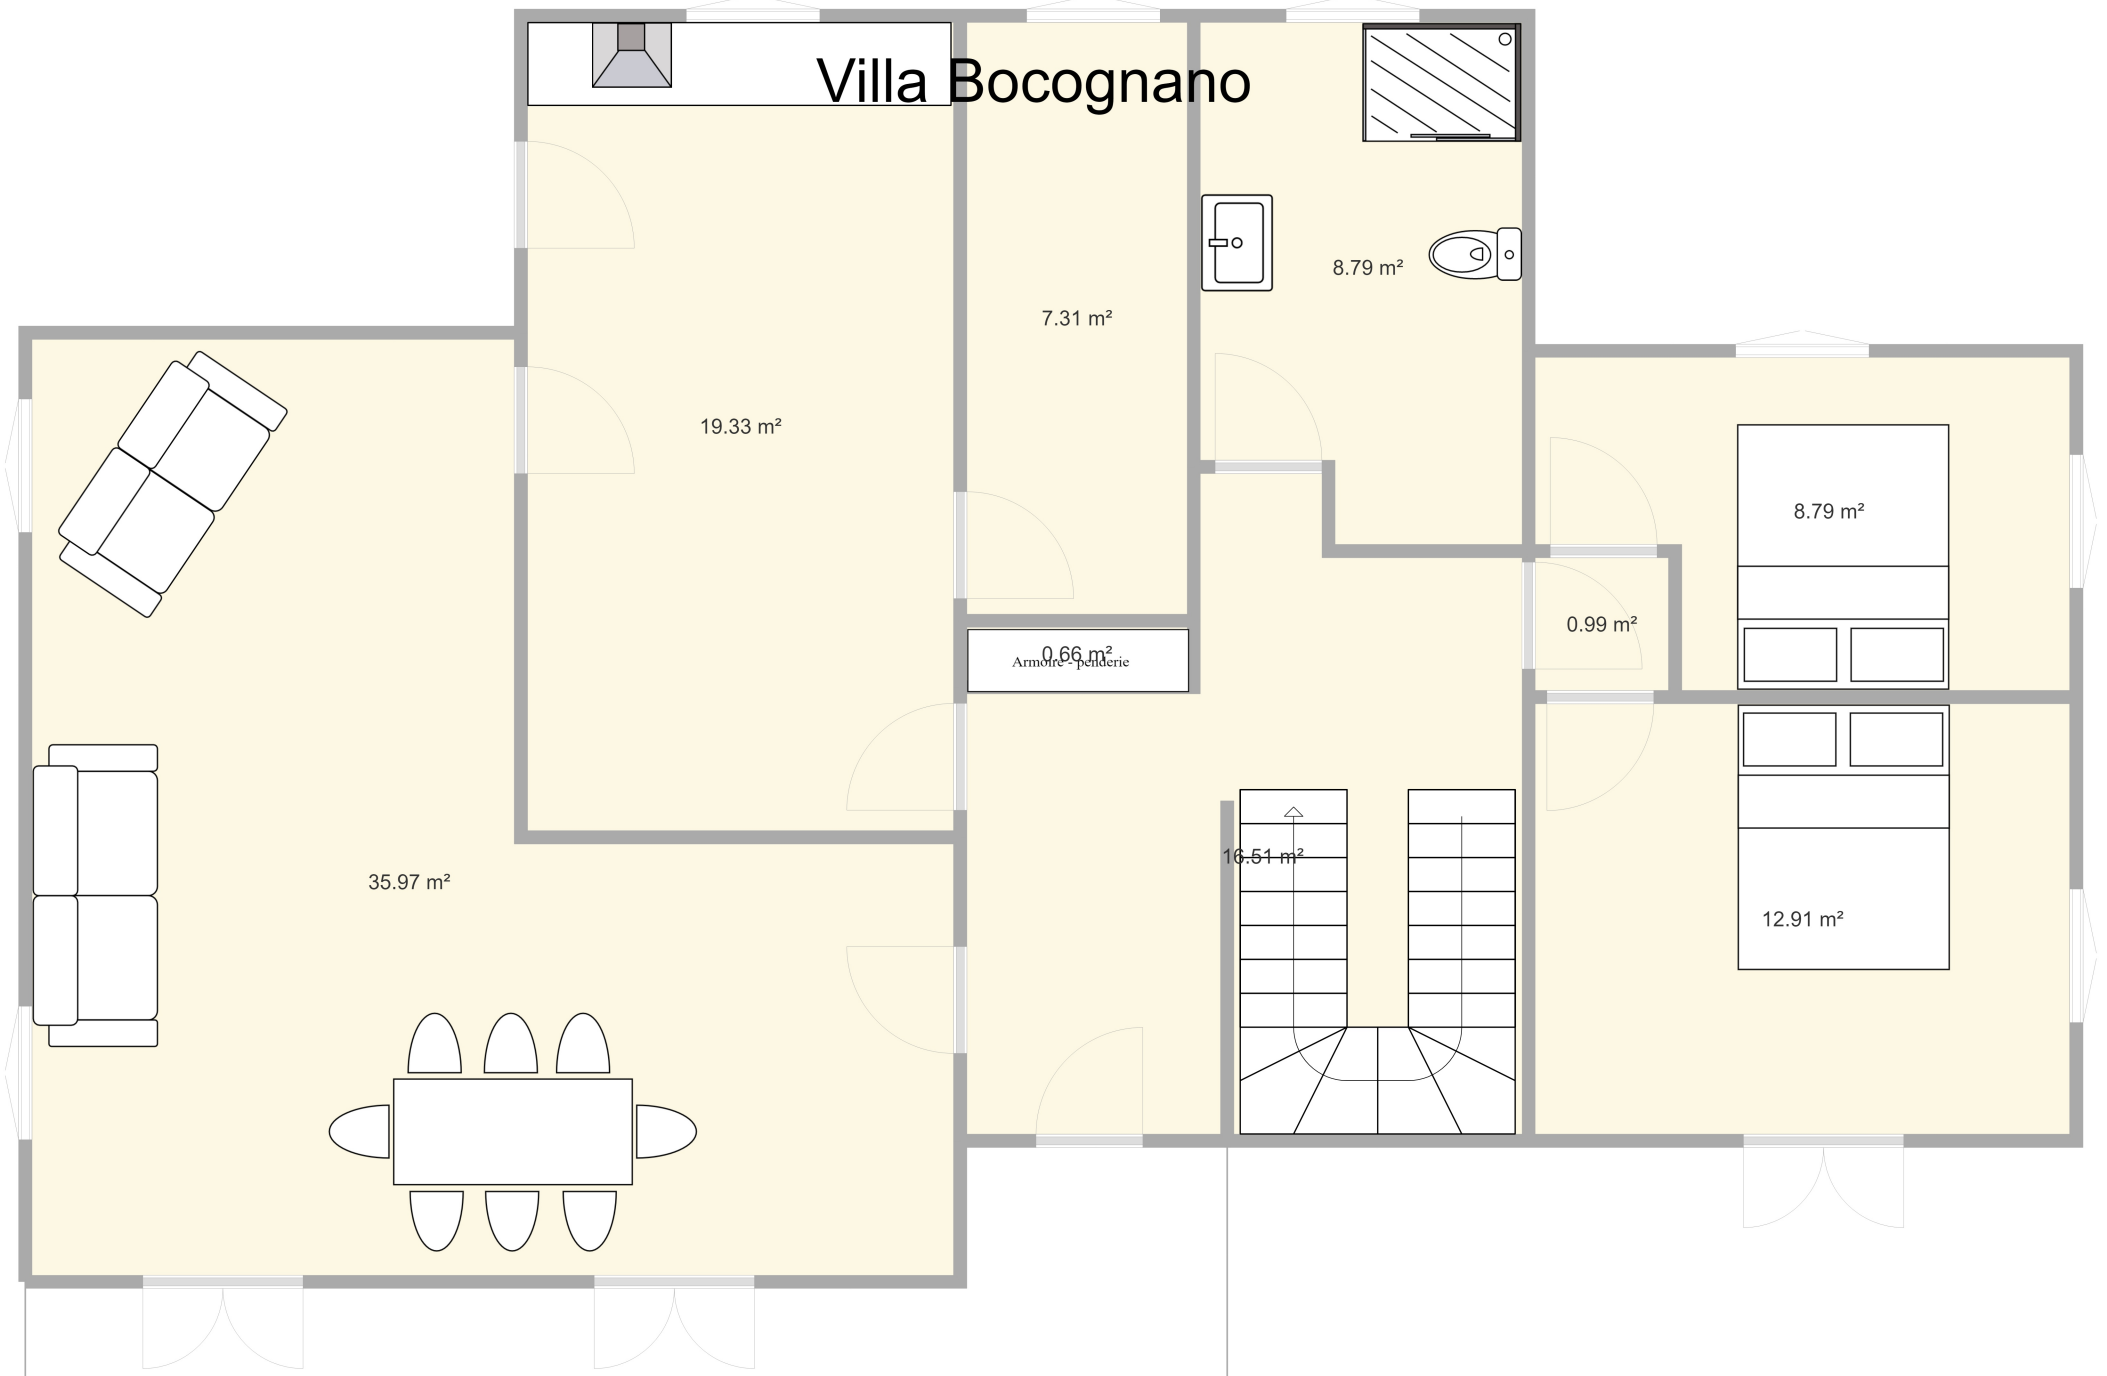 Villa Bocognano
8.79 m²
7.31 m²
19.33 m²
8.79 m²
0.99 m²
0.66 m²
Armoire - penderie
16.51 m²
35.97 m²
12.91 m²